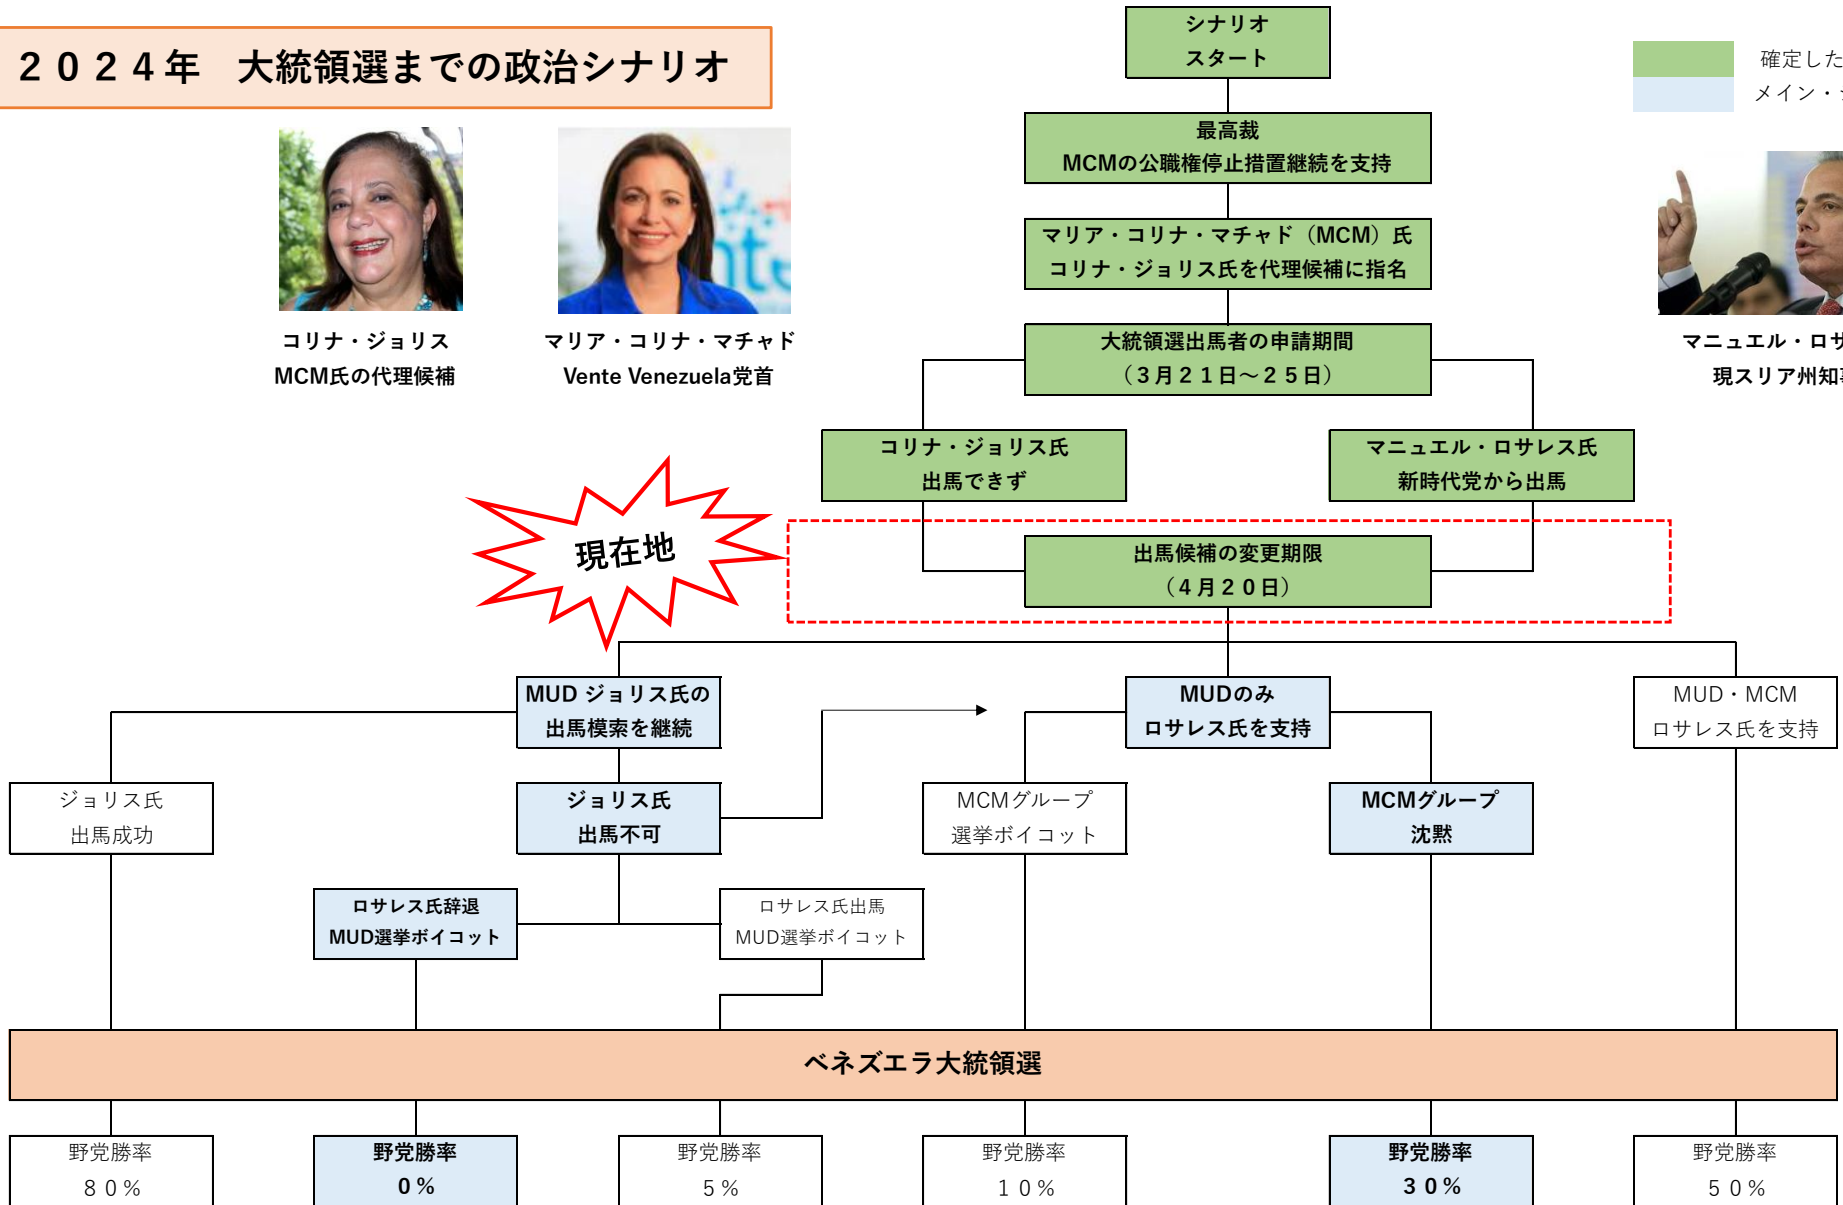 ２０２４年　大統領選までの政治シナリオ
シナリオ
スタート
確定した
メイン・
最高裁
MCMの公職権停止措置継続を支持
マリア・コリナ・マチャド（MCM）氏
コリナ・ジョリス氏を代理候補に指名
コリナ・ジョリス
MCM氏の代理候補
マリア・コリナ・マチャド
Vente Venezuela党首
大統領選出馬者の申請期間
（３月２１日～２５日）
マニュエル・ロサ
現スリア州知事
コリナ・ジョリス氏
出馬できず
マニュエル・ロサレス氏
新時代党から出馬
現在地
出馬候補の変更期限
（４月２０日）
MUD ジョリス氏の
出馬模索を継続
MUDのみ
ロサレス氏を支持
MUD・MCM
ロサレス氏を支持
ジョリス氏
出馬成功
ジョリス氏
出馬不可
MCMグループ
選挙ボイコット
MCMグループ
沈黙
ロサレス氏辞退
MUD選挙ボイコット
ロサレス氏出馬
MUD選挙ボイコット
ベネズエラ大統領選
野党勝率
８０％
野党勝率
０％
野党勝率
５％
野党勝率
１０％
野党勝率
３０％
野党勝率
５０％